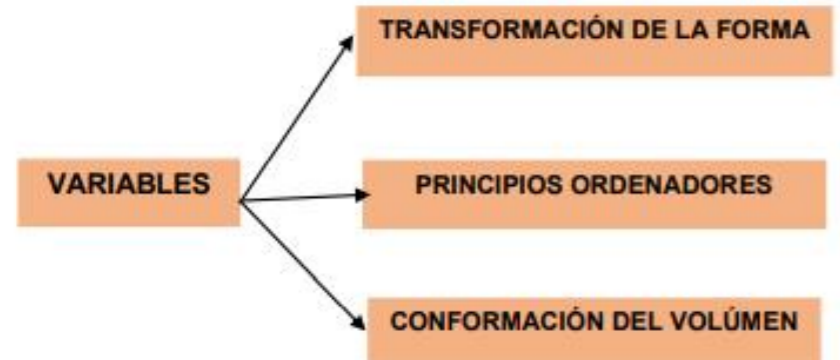 TRANSFORMACIÓN DE LA FORMA
VARIABLES
PRINCIPIOS ORDENADORES
CONFORMACIÓN DEL VOLÚMEN